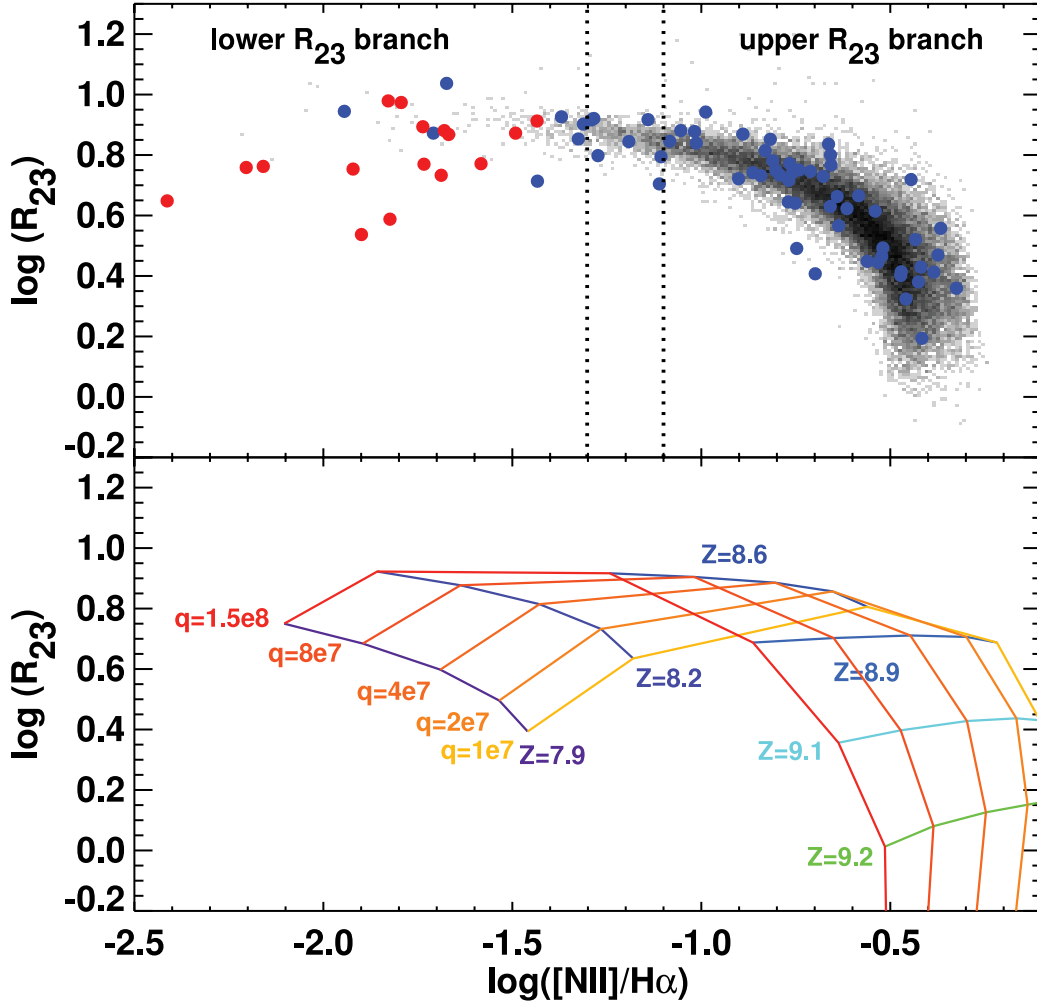 lower R23 branch
upper R23 branch
1.2
1.0
0.8
0.6
0.4
0.2
0.0
-0.2
log (R23)
Z=8.6
q=1.5e8
q=8e7
q=4e7
q=2e7
q=1e7
Z=7.9
Z=8.2
Z=8.9
Z=9.1
Z=9.2
1.2
1.0
0.8
0.6
0.4
0.2
0.0
-0.2
log (R23)
-2.5
-2.0
-1.5
-1.0
-0.5
log([NII]/Hα)